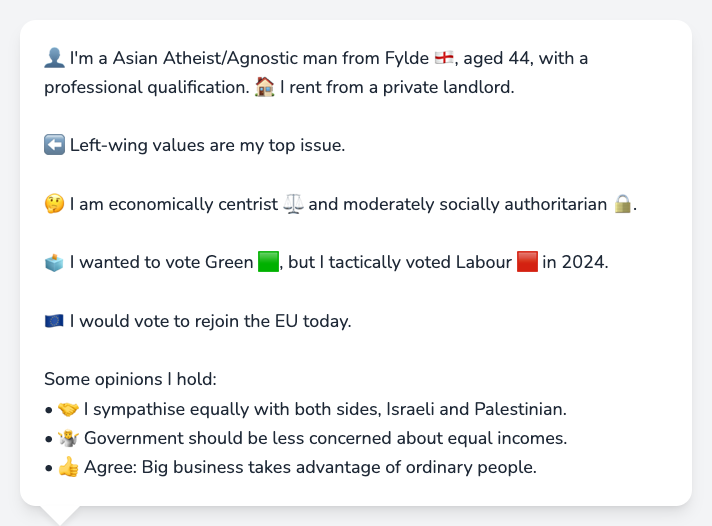 👤 I'm a Asian Atheist/Agnostic man from Fylde 🏴󠁧󠁢󠁥󠁮󠁧󠁿, aged 44, with a
professional qualification. 🏠 I rent from a private landlord.
⬅️ Left-wing values are my top issue.
🤔 I am economically centrist ⚖️ and moderately socially authoritarian 🔒.
🗳️ I wanted to vote Green 🟩, but I tactically voted Labour 🟥 in 2024.
🇪🇺 I would vote to rejoin the EU today.
Some opinions I hold:
• 🤝 I sympathise equally with both sides, Israeli and Palestinian.
• 🤷 Government should be less concerned about equal incomes.
• 👍 Agree: Big business takes advantage of ordinary people.